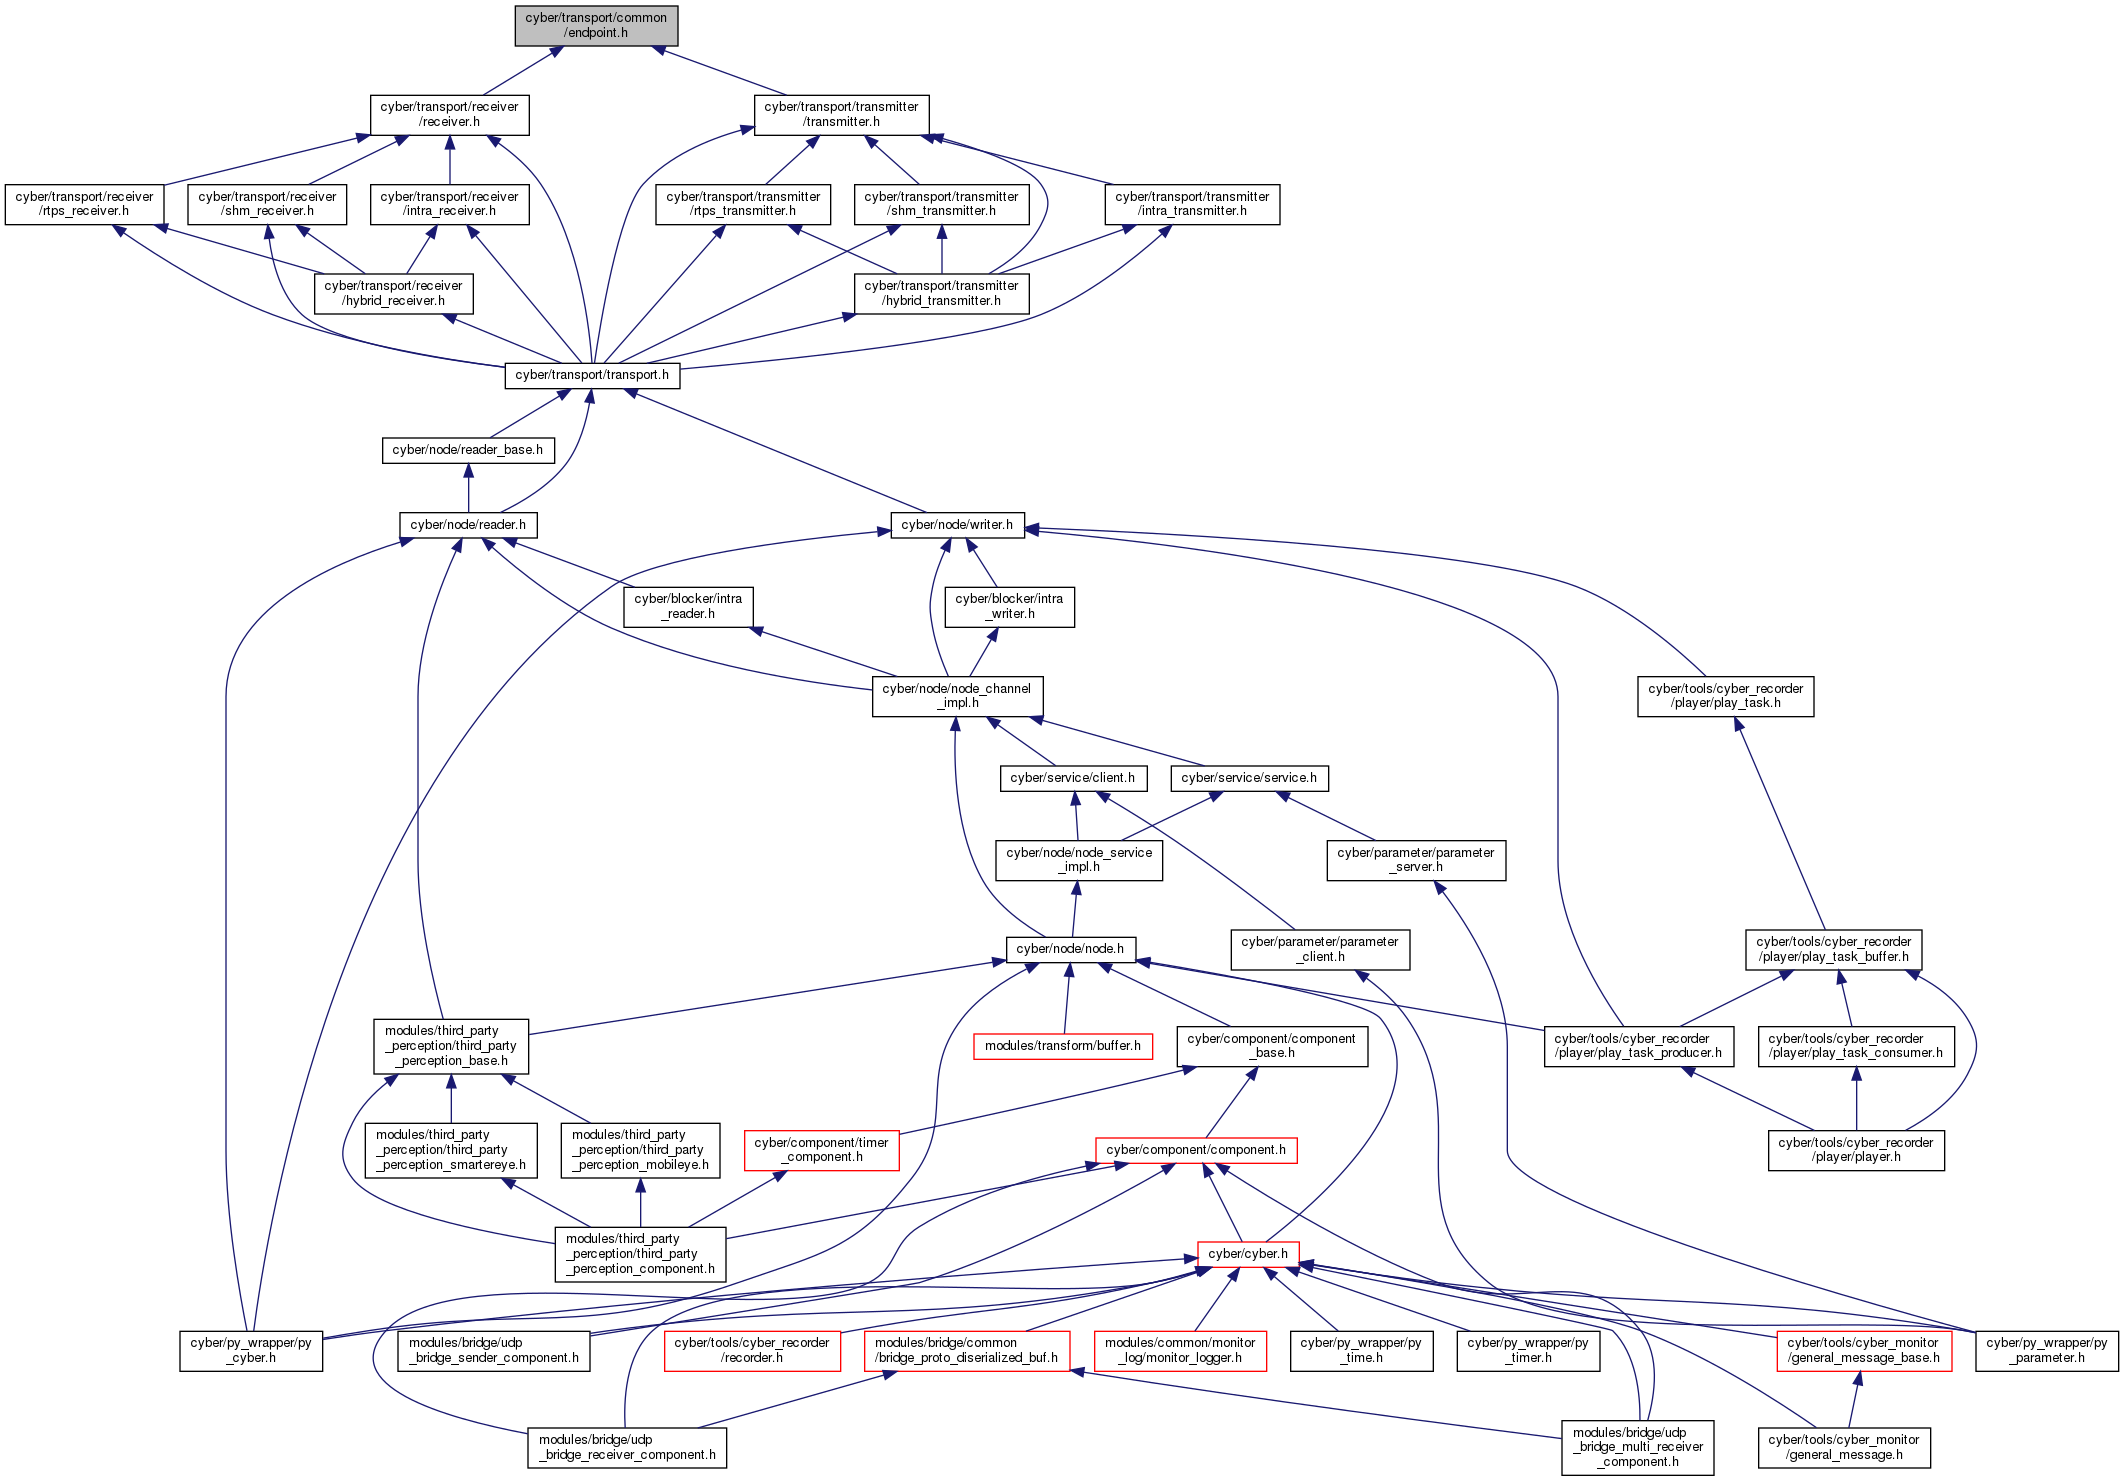 cyber/transport/common
/endpoint.h
cyber/transport/receiver
/receiver.h
cyber/transport/transmitter
/transmitter.h
cyber/transport/receiver
/rtps_receiver.h
cyber/transport/receiver
/shm_receiver.h
cyber/transport/receiver
/intra_receiver.h
cyber/transport/transmitter
/rtps_transmitter.h
cyber/transport/transmitter
/shm_transmitter.h
cyber/transport/transmitter
/intra_transmitter.h
cyber/transport/receiver
/hybrid_receiver.h
cyber/transport/transmitter
/hybrid_transmitter.h
cyber/transport/transport.h
cyber/node/reader_base.h
cyber/node/reader.h
cyber/node/writer.h
cyber/blocker/intra
_reader.h
cyber/blocker/intra
_writer.h
cyber/node/node_channel
_impl.h
cyber/tools/cyber_recorder
/player/play_task.h
cyber/service/client.h
cyber/service/service.h
cyber/node/node_service
_impl.h
cyber/parameter/parameter
_server.h
cyber/node/node.h
cyber/parameter/parameter
_client.h
cyber/tools/cyber_recorder
/player/play_task_buffer.h
modules/third_party
_perception/third_party
_perception_base.h
modules/transform/buffer.h
cyber/component/component
_base.h
cyber/tools/cyber_recorder
/player/play_task_producer.h
cyber/tools/cyber_recorder
/player/play_task_consumer.h
modules/third_party
_perception/third_party
_perception_smartereye.h
modules/third_party
_perception/third_party
_perception_mobileye.h
cyber/component/timer
_component.h
cyber/component/component.h
cyber/tools/cyber_recorder
/player/player.h
modules/third_party
_perception/third_party
_perception_component.h
cyber/cyber.h
cyber/py_wrapper/py
_cyber.h
modules/bridge/udp
_bridge_sender_component.h
cyber/tools/cyber_recorder
/recorder.h
modules/bridge/common
/bridge_proto_diserialized_buf.h
modules/common/monitor
_log/monitor_logger.h
cyber/py_wrapper/py
_time.h
cyber/py_wrapper/py
_timer.h
cyber/tools/cyber_monitor
/general_message_base.h
cyber/py_wrapper/py
_parameter.h
modules/bridge/udp
_bridge_receiver_component.h
modules/bridge/udp
_bridge_multi_receiver
_component.h
cyber/tools/cyber_monitor
/general_message.h